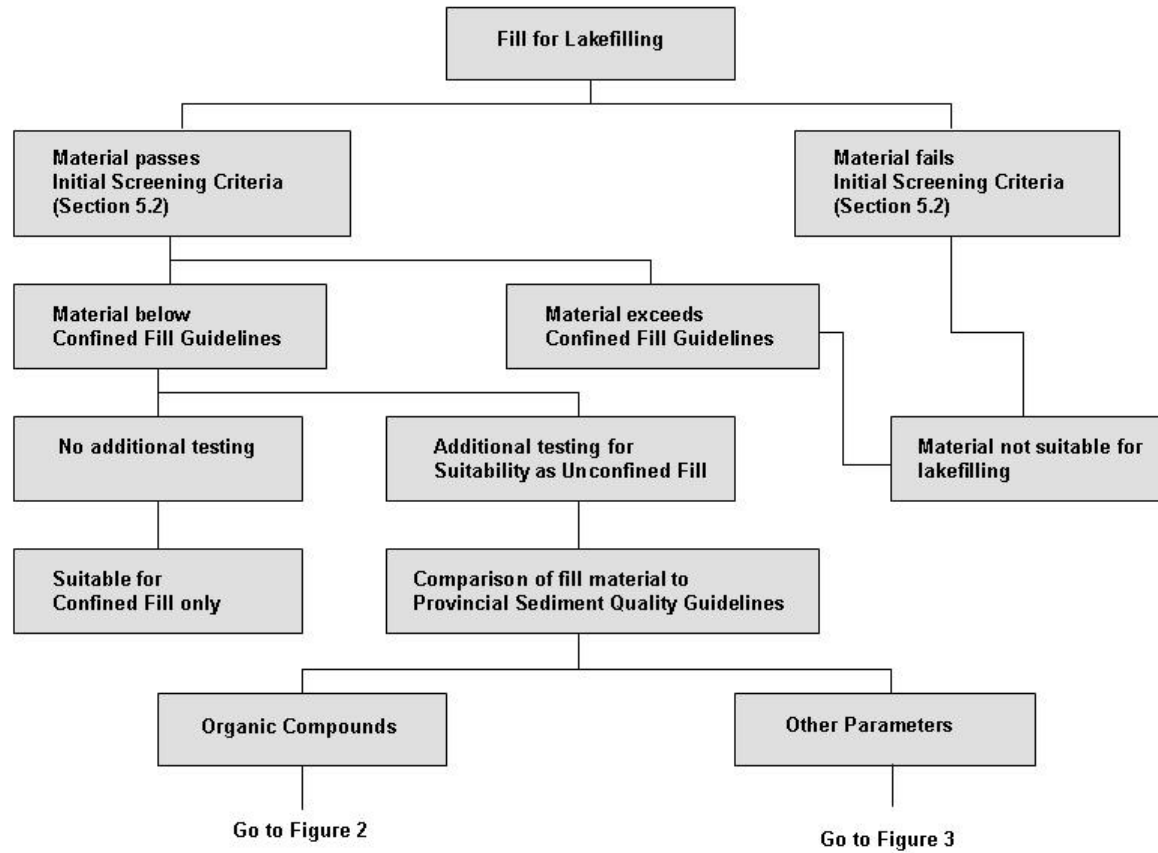 Fill for Lakefilling
Material passes
Initial Screening Criteria
(Section 5.2)
Material fails
Initial Screening Criteria
(Section 5.2)
Material below
Confined Fill Guidelines
Material exceeds
Confined Fill Guidelines
No additional testing
Additional testing for
Suitability as Unconfined Fill
Material not suitable for
lakefilling
Suitable for
Confined Fill only
Comparison of fill material to
Provincial Sediment Quality Guidelines
Organic Compounds
Other Parameters
Go to Figure 2
Go to Figure 3